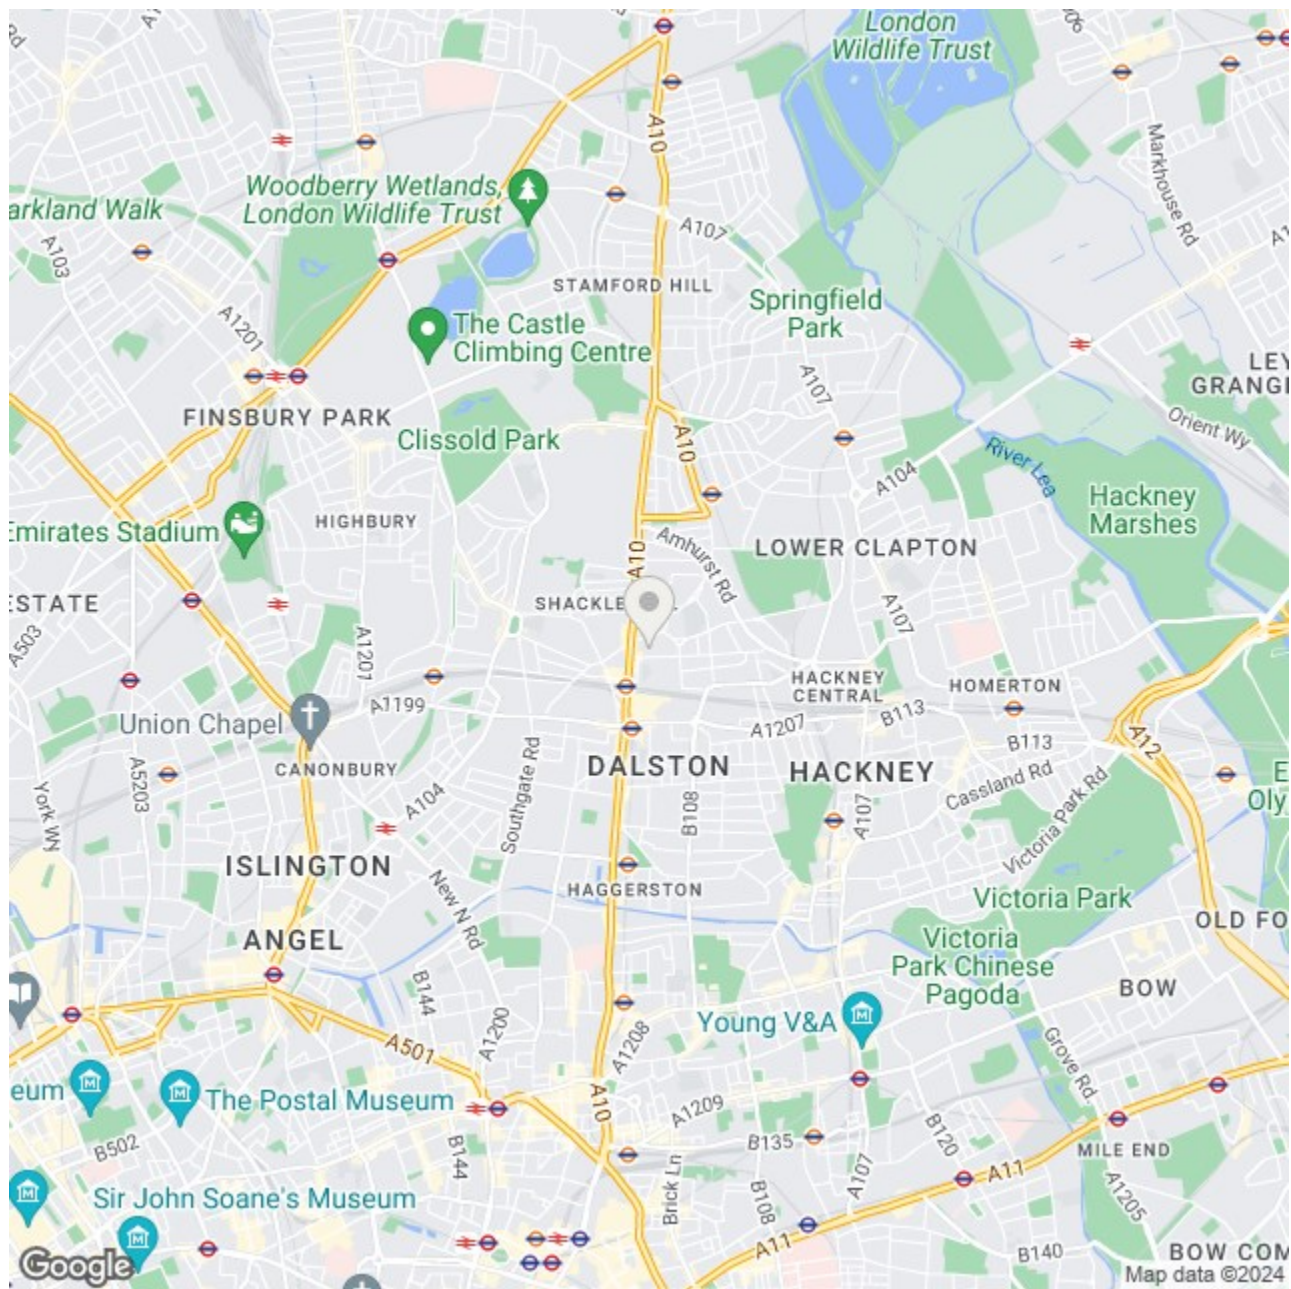 London
Wildlife Trust
A10
Markhouse Rd
Woodberry Wetlands,
London Wildlife Trust
arkland Walk
A107
A103
STAMFORD HILL
Springfield
Park
A1201
The Castle
Climbing Centre
A107
LEY
GRANGE
FINSBURY PARK
Orient Wy
Clissold Park
A10
River Lea
A104
Hackney
Marshes
HIGHBURY
Emirates Stadium
A10
Amhurst Rd
LOWER CLAPTON
ESTATE
SHACKLE
A107
A503
A1201
HACKNEY
CENTRAL
HOMERTON
A1199
B113
Union Chapel
A1207
B113
A12
CANONBURY
DALSTON
HACKNEY
A5203
Southgate Rd
Cassland Rd
Oly
York Wy
A104
B108
A107
Victoria Park Rd
ISLINGTON
New N Rd
HAGGERSTON
Victoria Park
OLD FO
ANGEL
Victoria
Park Chinese
Pagoda
B144
BOW
Young V&A
A1200
A1208
A501
Grove Rd
eum
The Postal Museum
A10
A1209
B502
B144
B135
B120
MILE END
Brick Ln
A107
A11
B108
A1205
Sir John Soane's Museum
A11
B140
BOW COM
Google
Map data ©2024